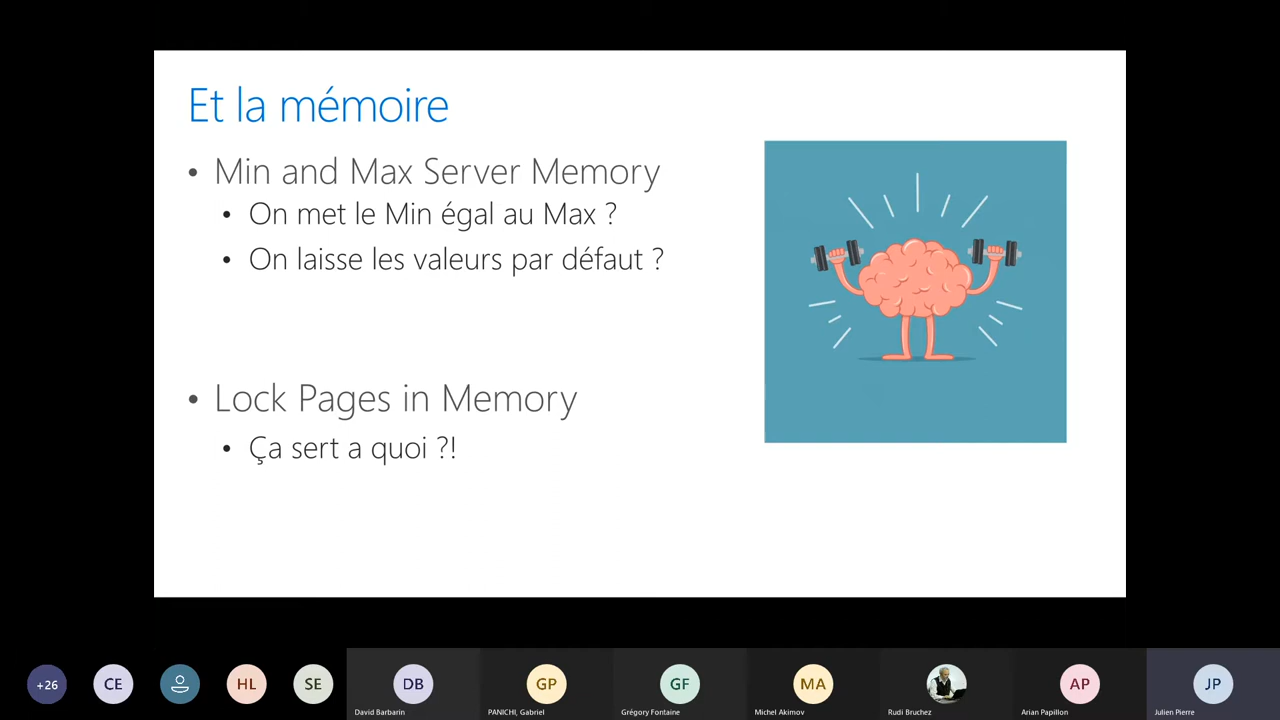 Et la mémoire
• Min and Max Server Memory
• On met le Min égal au Max ?
• On laisse les valeurs par défaut ?
• Lock Pages in Memory
• Ça sert a quoi ?!
+26
CE
HL
SE
DB
GP
GF
MA
AP
JP
David Barbarin
PANICHI, Gabriel
Grégory Fontaine
Michel Akimov
Rudi Bruchez
Arian Papillon
Julien Pierre